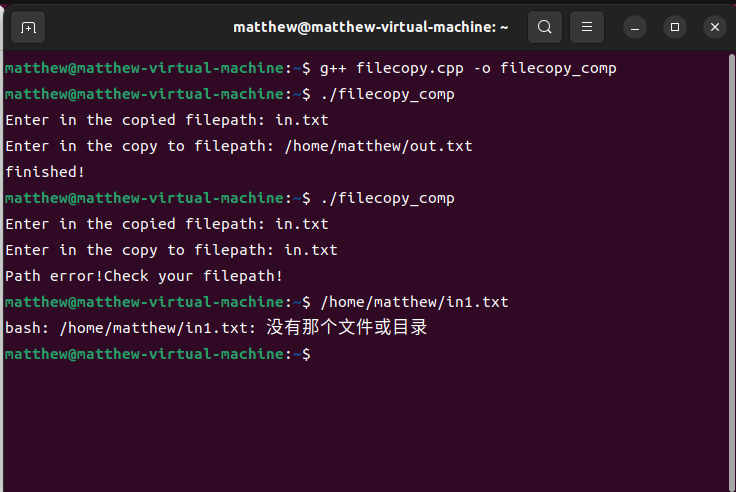 matthew@matthew-virtual-machine: ~
matthew@matthew-virtual-machine:~$ g++ filecopy.cpp -o filecopy_comp
matthew@matthew-virtual-machine:~$ ./filecopy_comp
Enter in the copied filepath: in.txt
Enter in the copy to filepath: /home/matthew/out.txt
finished!
matthew@matthew-virtual-machine:~$ ./filecopy_comp
Enter in the copied filepath: in.txt
Enter in the copy to filepath: in.txt
Path error!Check your filepath!
matthew@matthew-virtual-machine:~$ /home/matthew/in1.txt
bash: /home/matthew/in1.txt: 没有那个文件或目录
matthew@matthew-virtual-machine:~$